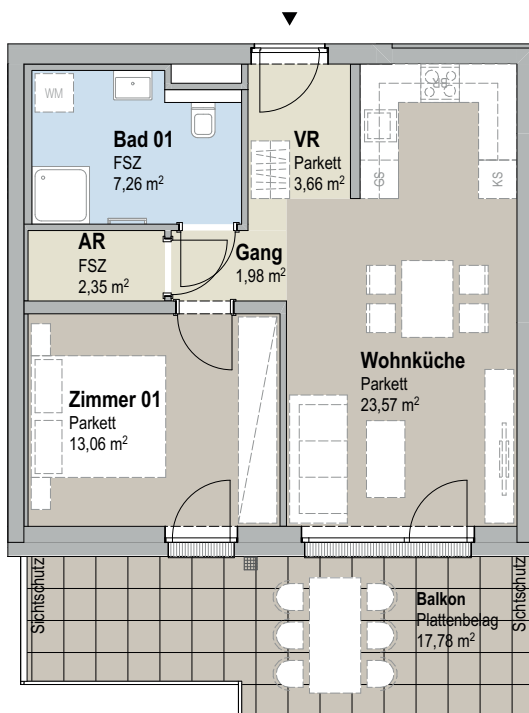 WM
Bad 01
FSZ
7,26 m²
VR
Parkett
3,66 m²
GS
KS
AR
FSZ
2,35 m²
Gang
1,98 m²
Wohnküche
Parkett
23,57 m²
Zimmer 01
Parkett
13,06 m²
Sichtschutz
Balkon
Plattenbelag
17,78 m²
Sichtschutz